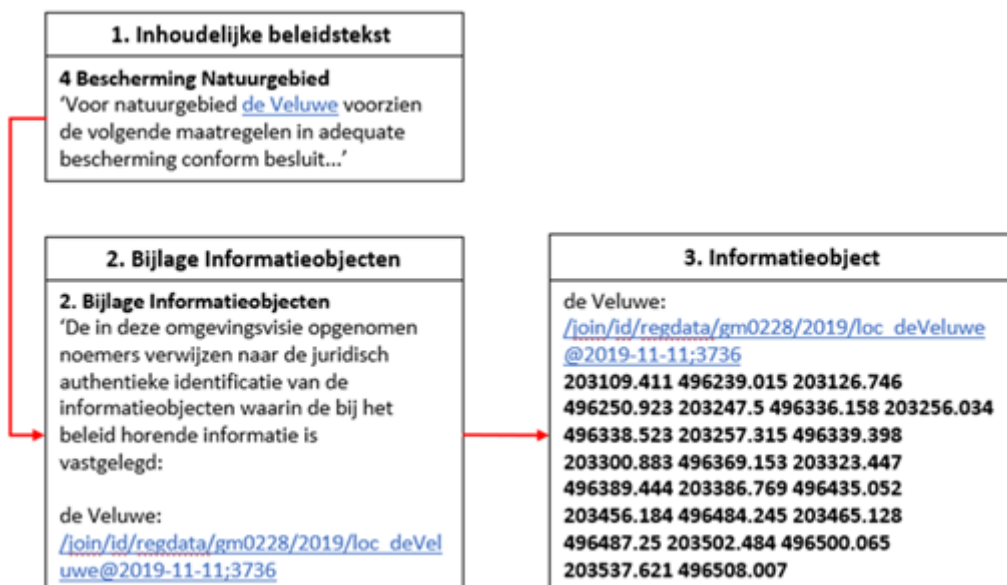 1. Inhoudelijke beleidstekst
4 Bescherming Natuurgebied
‘Voor natuurgebied de Veluwe voorzien
de volgende maatregelen in adequate
bescherming conform besluit...’
2. Bijlage Informatieobjecten
2. Bijlage Informatieobjecten
‘De in deze omgevingsvisie opgenomen
noemers verwijzen naar de juridisch
authentieke identificatie van de
informatieobjecten waarin de bij het
beleid horende informatie is
vastgelegd:
de Veluwe:
/join/id/regdata/gm0228/2019/loc_deVel
uwe@2019-11-11;3736
3. Informatieobject
de Veluwe:
/join/id/regdata/gm0228/2019/loc_deVeluwe
@2019-11-11;3736
203109.411 496239.015 203126.746
496250.923 203247.5 496336.158 203256.034
496338.523 203257.315 496339.398
203300.883 496369.153 203323.447
496389.444 203386.769 496435.052
203456.184 496484.245 203465.128
496487.25 203502.484 496500.065
203537.621 496508.007